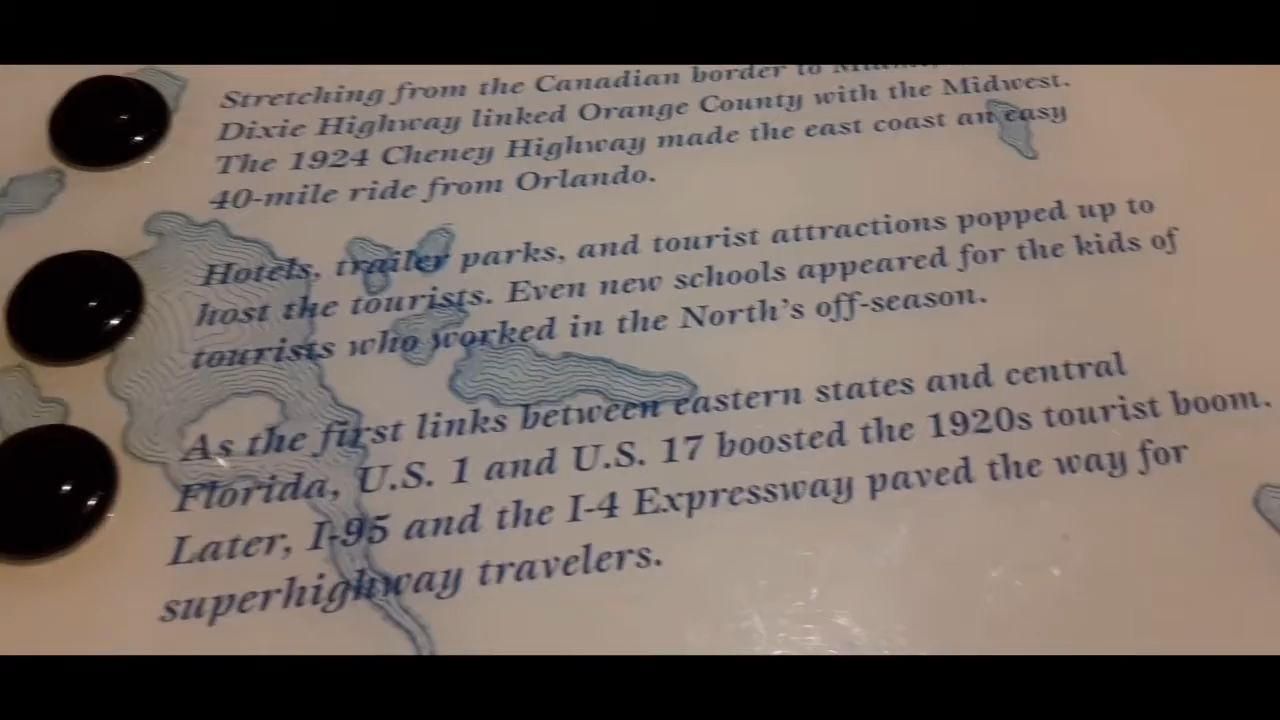 Stretching from the Canadian border to
Dixie Highway linked Orange County with the Midwest.
The 1924 Cheney Highway made the east coast an easy
40-mile ride from Orlando.
Hotels, trailer parks, and tourist attractions popped up to
host the tourists. Even new schools appeared for the kids of
tourists who worked in the North's off-season.
As the first links between eastern states and central
Florida, U.S. 1 and U.S. 17 boosted the 1920s tourist boom.
Later, I-95 and the I-4 Expressway paved the way for
superhighway travelers.